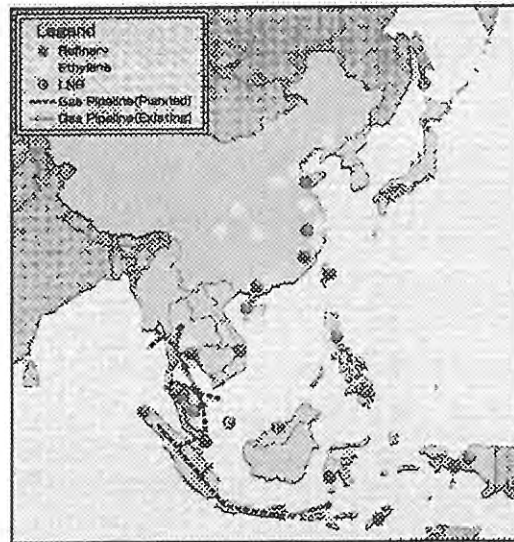 Legend
Refinery
Ethylene
LNG
Gas Pipeline(Planned)
Gas Pipeline(Existing)